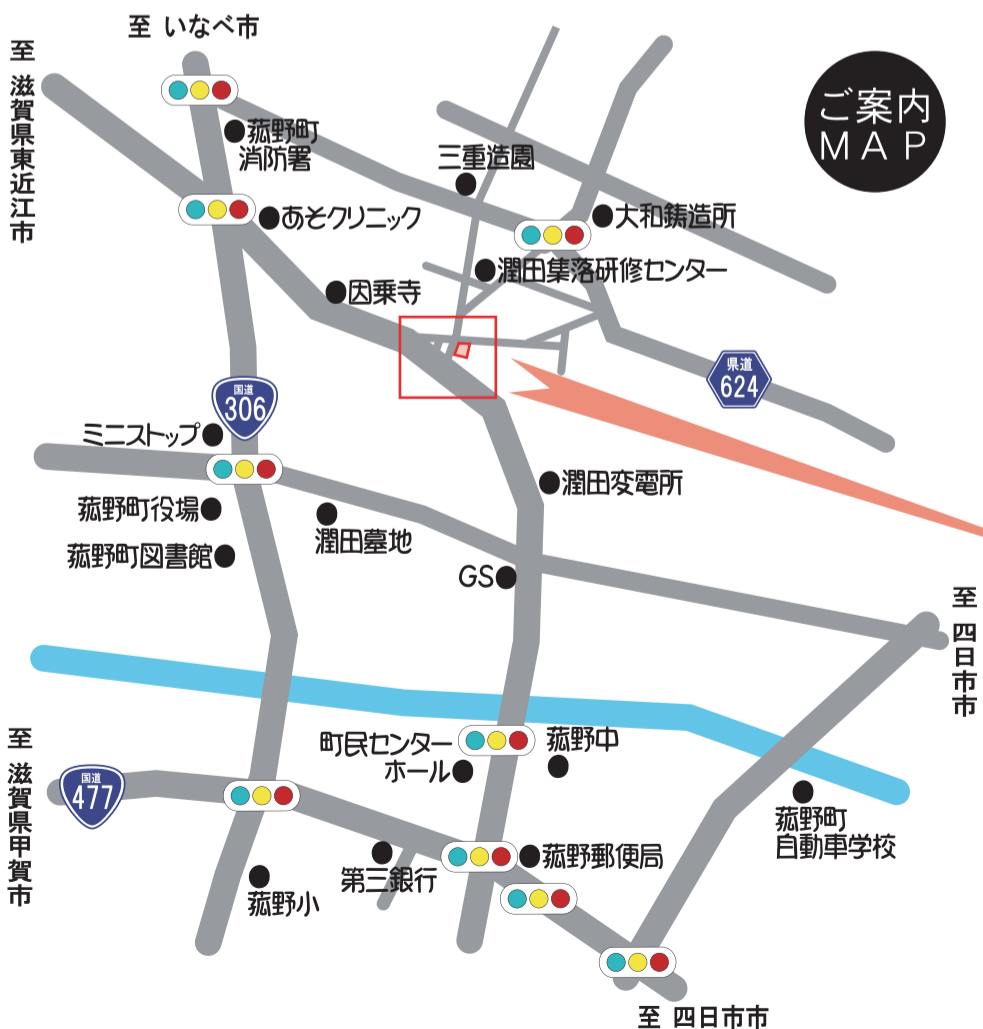 至 いなべ市
至 滋賀県東近江市
ご案内
MAP
菰野町
消防署
三重造園
あそクリニック
大和鋳造所
潤田集落研修センター
因乗寺
県道
624
国道
306
ミニストップ
潤田変電所
菰野町役場
潤田墓地
菰野町図書館
GS
至 四日市市
町民センター
ホール
菰野中
至 滋賀県甲賀市
国道
477
菰野町
自動車学校
第三銀行
菰野郵便局
菰野小
至 四日市市